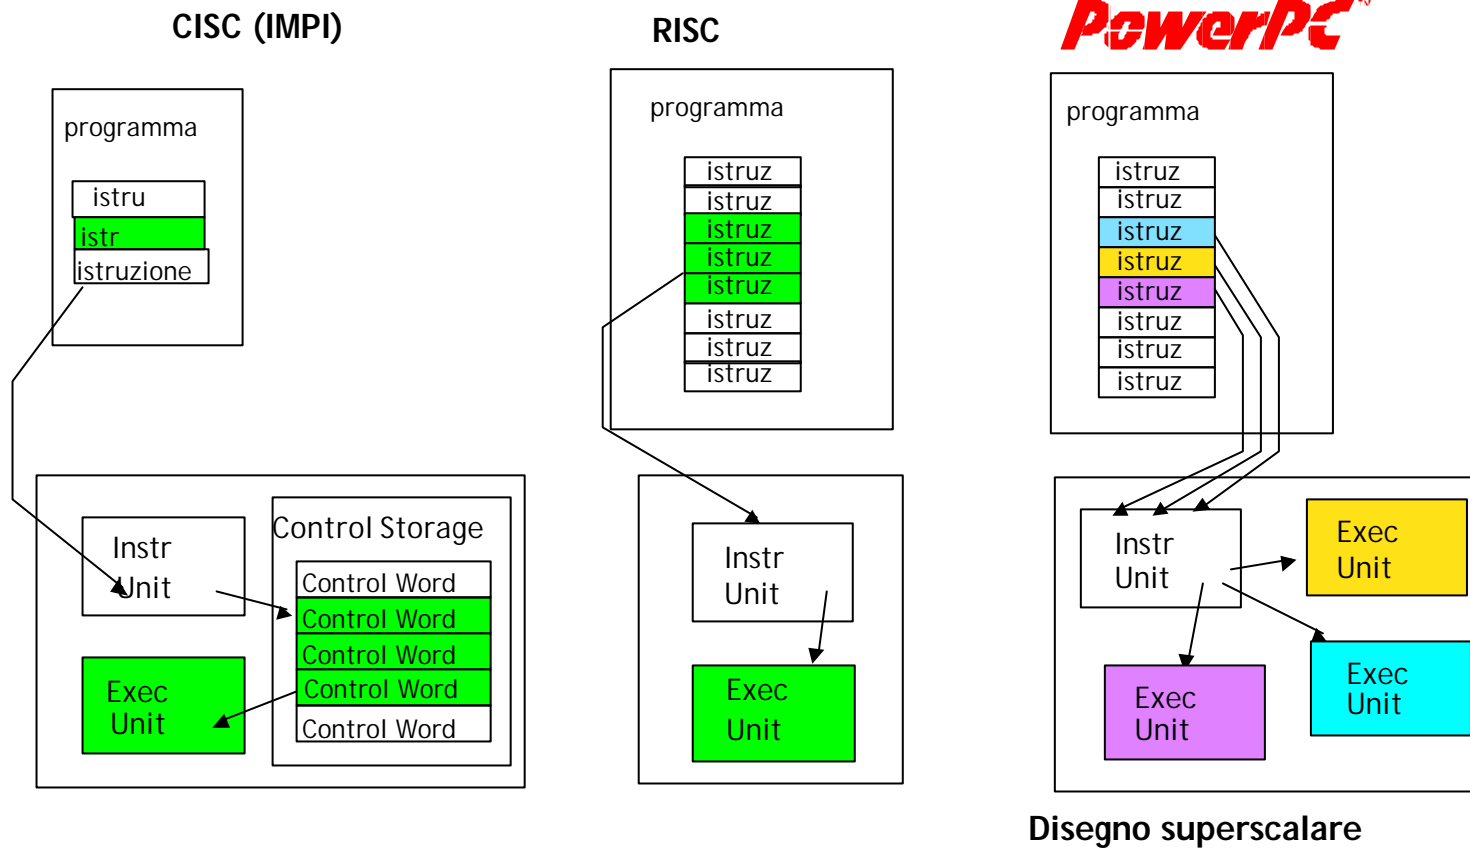 CISC (IMPI)
programma
istru
istr
istruzione
Instr
Unit
Control Storage
Control Word
Control Word
Control Word
Control Word
Control Word
Exec
Unit
RISC
programma
istruz
istruz
istruz
istruz
istruz
istruz
istruz
istruz
Instr
Unit
Exec
Unit
PowerPC
programma
istruz
istruz
istruz
istruz
istruz
istruz
istruz
istruz
Instr
Unit
Exec
Unit
Exec
Unit
Exec
Unit
Disegno superscalare